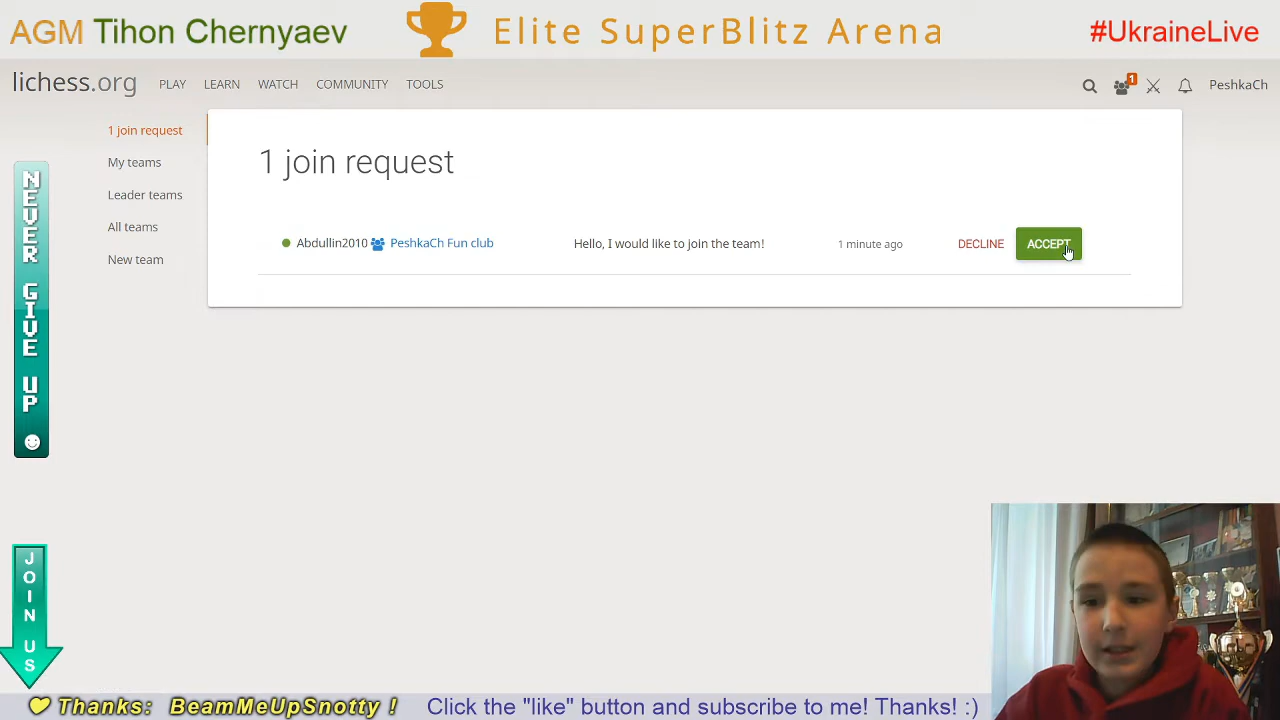 AGM Tihon Chernyaev
Elite SuperBlitz Arena
#UkraineLive
lichess.org
PLAY LEARN WATCH COMMUNITY TOOLS
1
PeshkaCh
1 join request
My teams
Leader teams
All teams
New team
1 join request
Abdullin2010 PeshkaCh Fun club Hello, I would like to join the team! 1 minute ago DECLINE ACCEPT
NEVER GIVE UP
JOIN US
Thanks: BeamMeUpSnotty !
Click the "like" button and subscribe to me! Thanks! :)